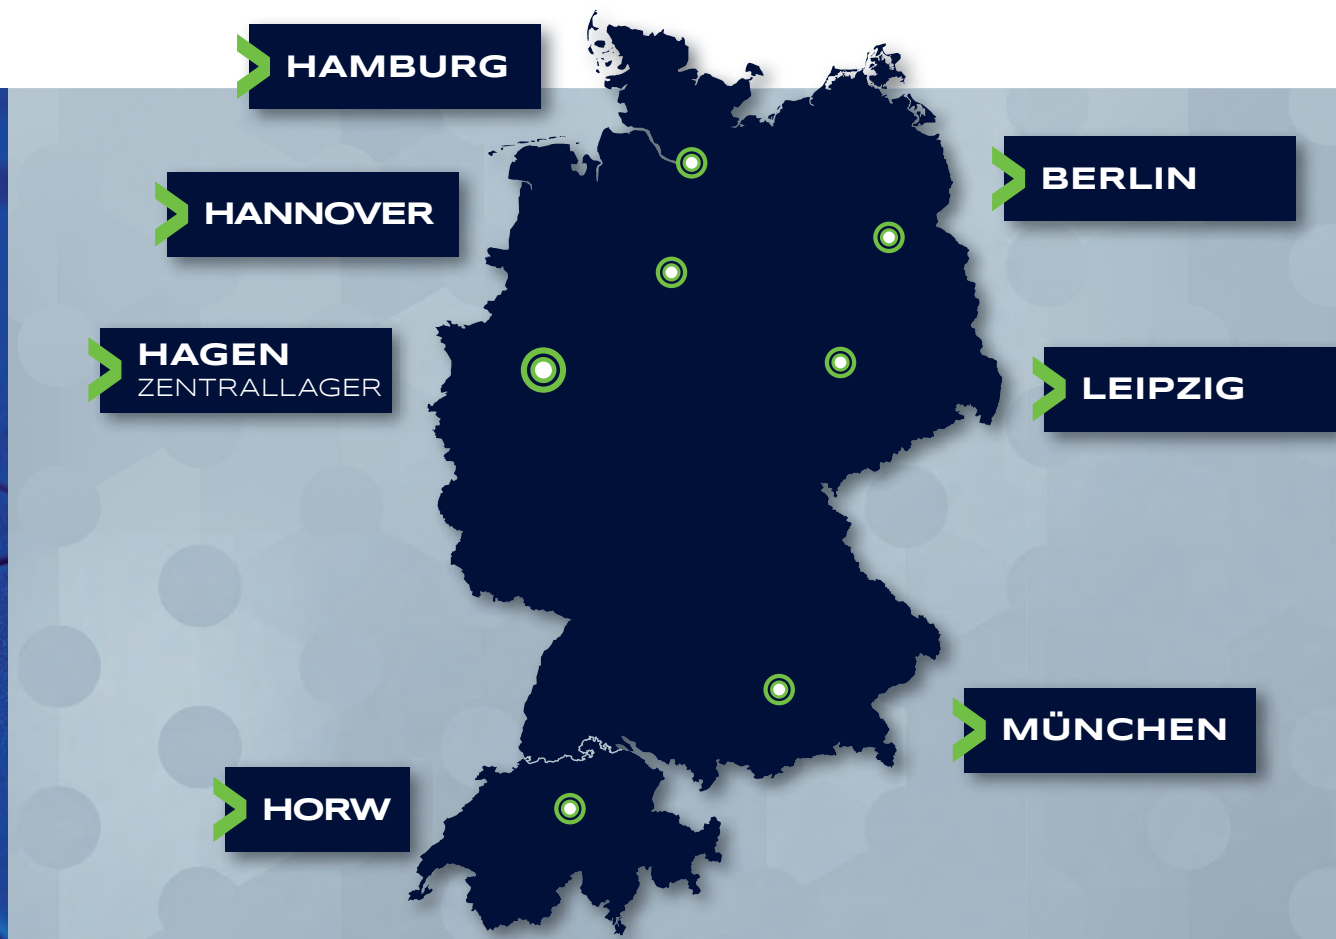 HAMBURG
BERLIN
HANNOVER
HAGEN
ZENTRALLAGER
LEIPZIG
MÜNCHEN
HORW